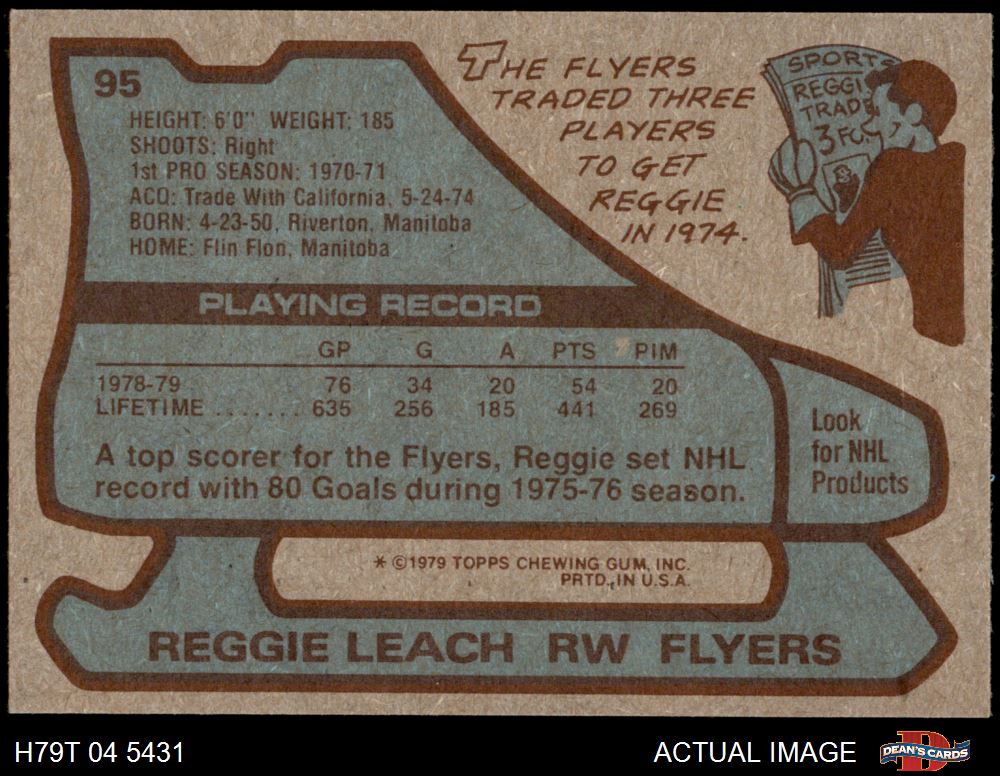 95
HEIGHT: 6'0" WEIGHT: 185
SHOOTS: Right
1st PRO SEASON: 1970-71
ACQ: Trade With California, 5-24-74
BORN: 4-23-50, Riverton, Manitoba
HOME: Flin Flon, Manitoba
THE FLYERS
TRADED THREE
PLAYERS
TO GET
REGGIE
IN 1974.
SPORTS
REGGI
TRADE
3 FO
PLAYING RECORD
GP G A PTS PIM
1978-79 76 34 20 54 20
LIFETIME ....... 635 256 185 441 269
A top scorer for the Flyers, Reggie set NHL
record with 80 Goals during 1975-76 season.
Look
for NHL
Products
* ©1979 TOPPS CHEWING GUM, INC.
PRTD. IN U.S.A.
REGGIE LEACH RW FLYERS
H79T 04 5431
ACTUAL IMAGE
DEAN'S CARDS